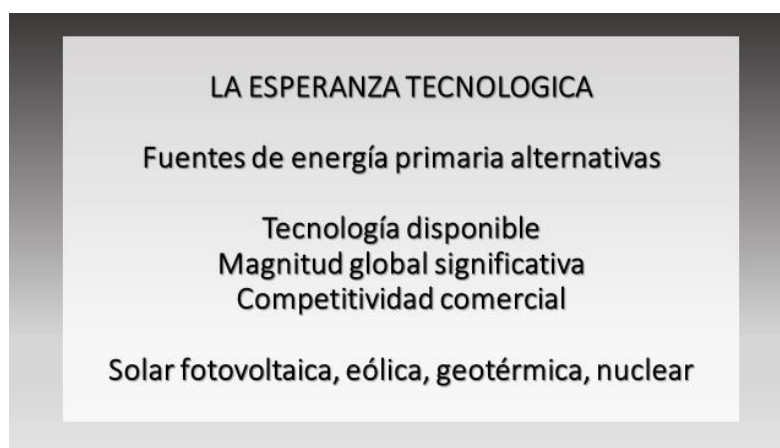 LA ESPERANZA TECNOLOGICA
Fuentes de energía primaria alternativas
Tecnología disponible
Magnitud global significativa
Competitividad comercial
Solar fotovoltaica, eólica, geotérmica, nuclear